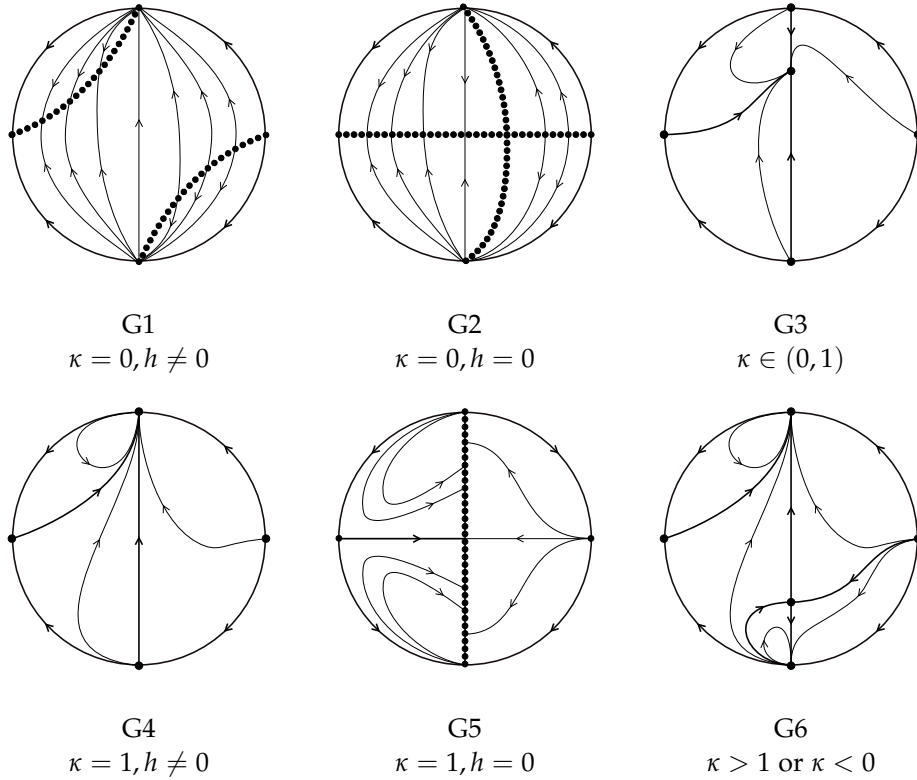 G1
κ = 0, h ≠ 0
G2
κ = 0, h = 0
G3
κ ∈ (0, 1)
G4
κ = 1, h ≠ 0
G5
κ = 1, h = 0
G6
κ > 1 or κ < 0